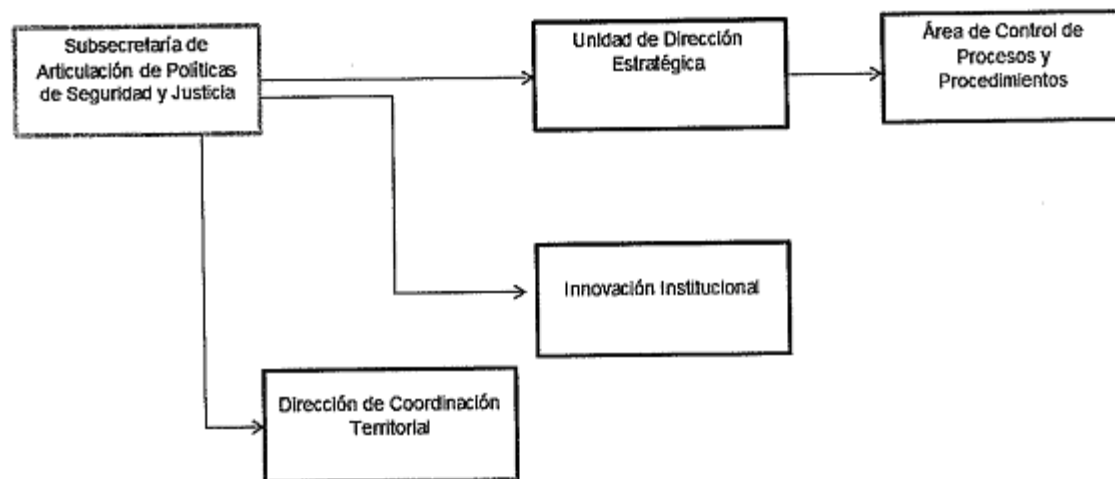 Subsecretaría de
Articulación de Políticas
de Seguridad y Justicia
Unidad de Dirección
Estratégica
Área de Control de
Procesos y
Procedimientos
Innovación Institucional
Dirección de Coordinación
Territorial